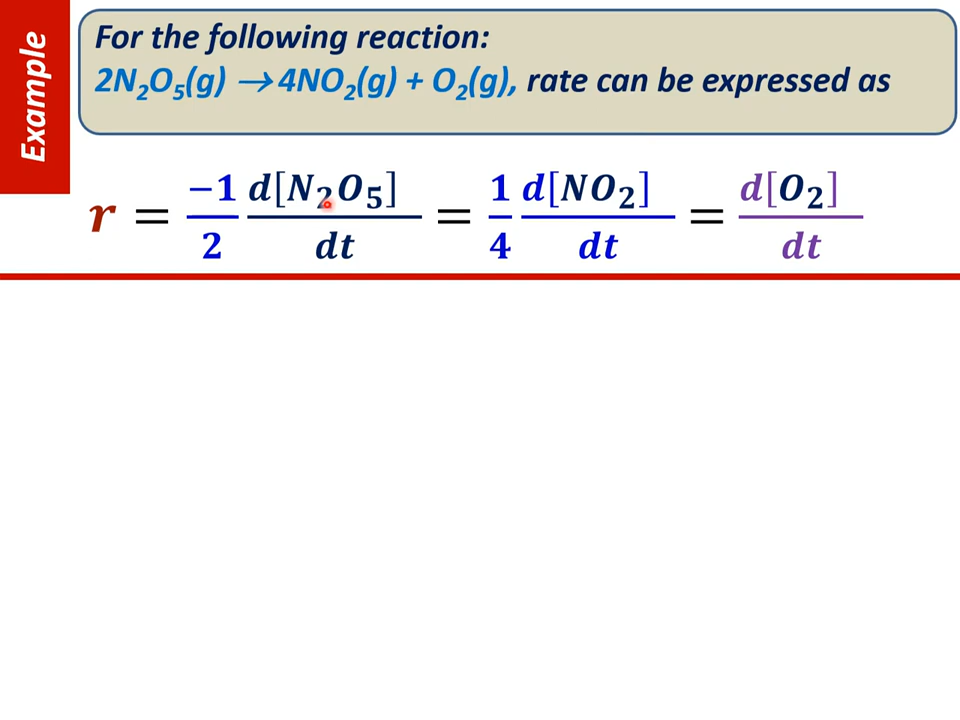 Example
For the following reaction:
2N₂O₅(g) → 4NO₂(g) + O₂(g), rate can be expressed as
r = −1/2 d[N₂O₅]/dt = 1/4 d[NO₂]/dt = d[O₂]/dt